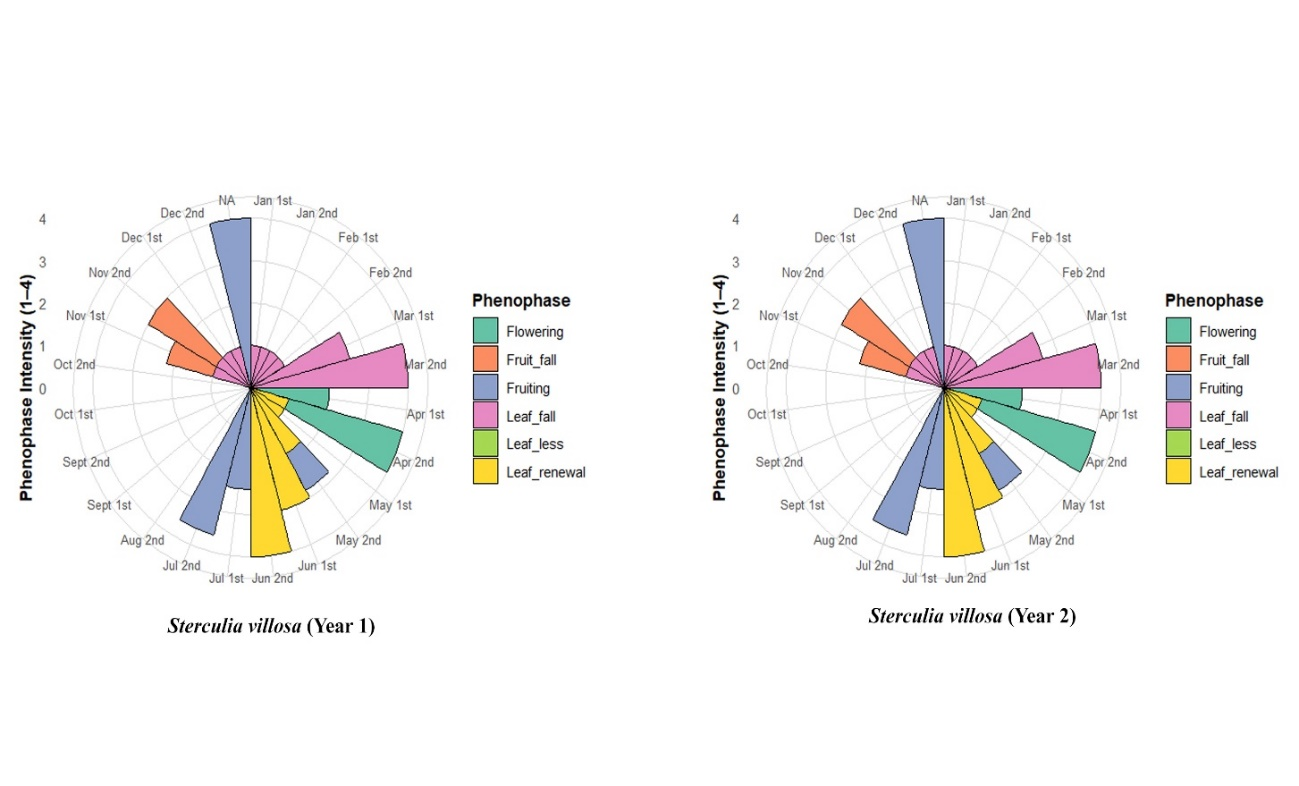 NA
Jan 1st
Jan 2nd
Feb 1st
Feb 2nd
Mar 1st
Mar 2nd
Apr 1st
Apr 2nd
May 1st
May 2nd
Jun 1st
Jun 2nd
Jul 1st
Jul 2nd
Aug 2nd
Sept 1st
Sept 2nd
Oct 1st
Oct 2nd
Nov 1st
Nov 2nd
Dec 1st
Dec 2nd
4
3
2
1
0
Phenophase Intensity (1–4)
Phenophase
Flowering
Fruit_fall
Fruiting
Leaf_fall
Leaf_less
Leaf_renewal
Sterculia villosa (Year 1)
NA
Jan 1st
Jan 2nd
Feb 1st
Feb 2nd
Mar 1st
Mar 2nd
Apr 1st
Apr 2nd
May 1st
May 2nd
Jun 1st
Jun 2nd
Jul 1st
Jul 2nd
Aug 2nd
Sept 1st
Sept 2nd
Oct 1st
Oct 2nd
Nov 1st
Nov 2nd
Dec 1st
Dec 2nd
4
3
2
1
0
Phenophase Intensity (1–4)
Phenophase
Flowering
Fruit_fall
Fruiting
Leaf_fall
Leaf_less
Leaf_renewal
Sterculia villosa (Year 2)